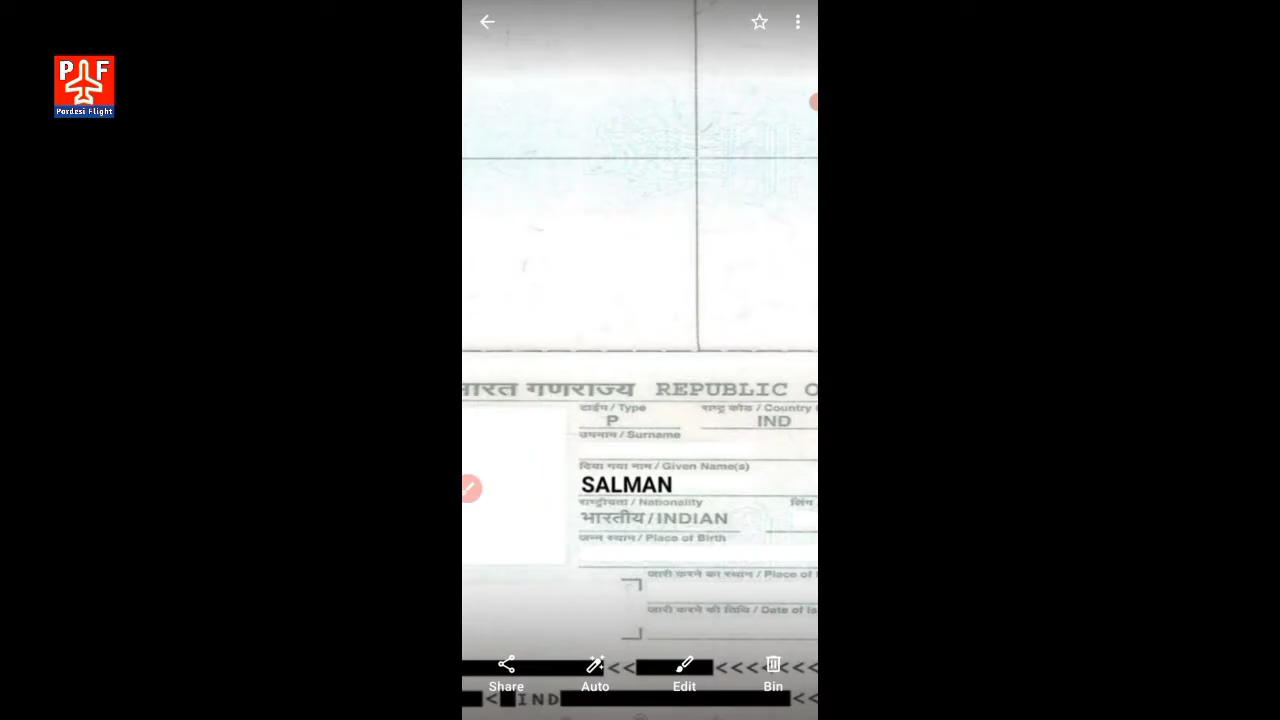 P F
Pardesi Flight
भारत गणराज्य REPUBLIC O
टाईप / Type
राष्ट्र कोड / Country
P
IND
उपनाम / Surname
दिया गया नाम / Given Name(s)
SALMAN
राष्ट्रीयता / Nationality
लिंग
भारतीय / INDIAN
जन्म स्थान / Place of Birth
जारी करने का स्थान / Place of
जारी करने की तिथि / Date of Is
<< <<<<<<
< IND <<
Share
Auto
Edit
Bin